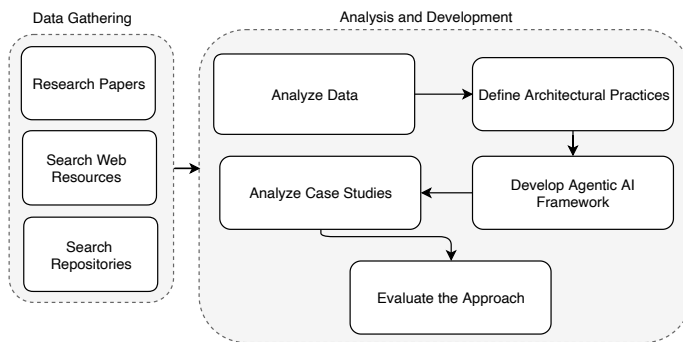 Data Gathering
Research Papers
Search Web
Resources
Search
Repositories
Analysis and Development
Analyze Data
Define Architectural Practices
Develop Agentic AI
Framework
Analyze Case Studies
Evaluate the Approach